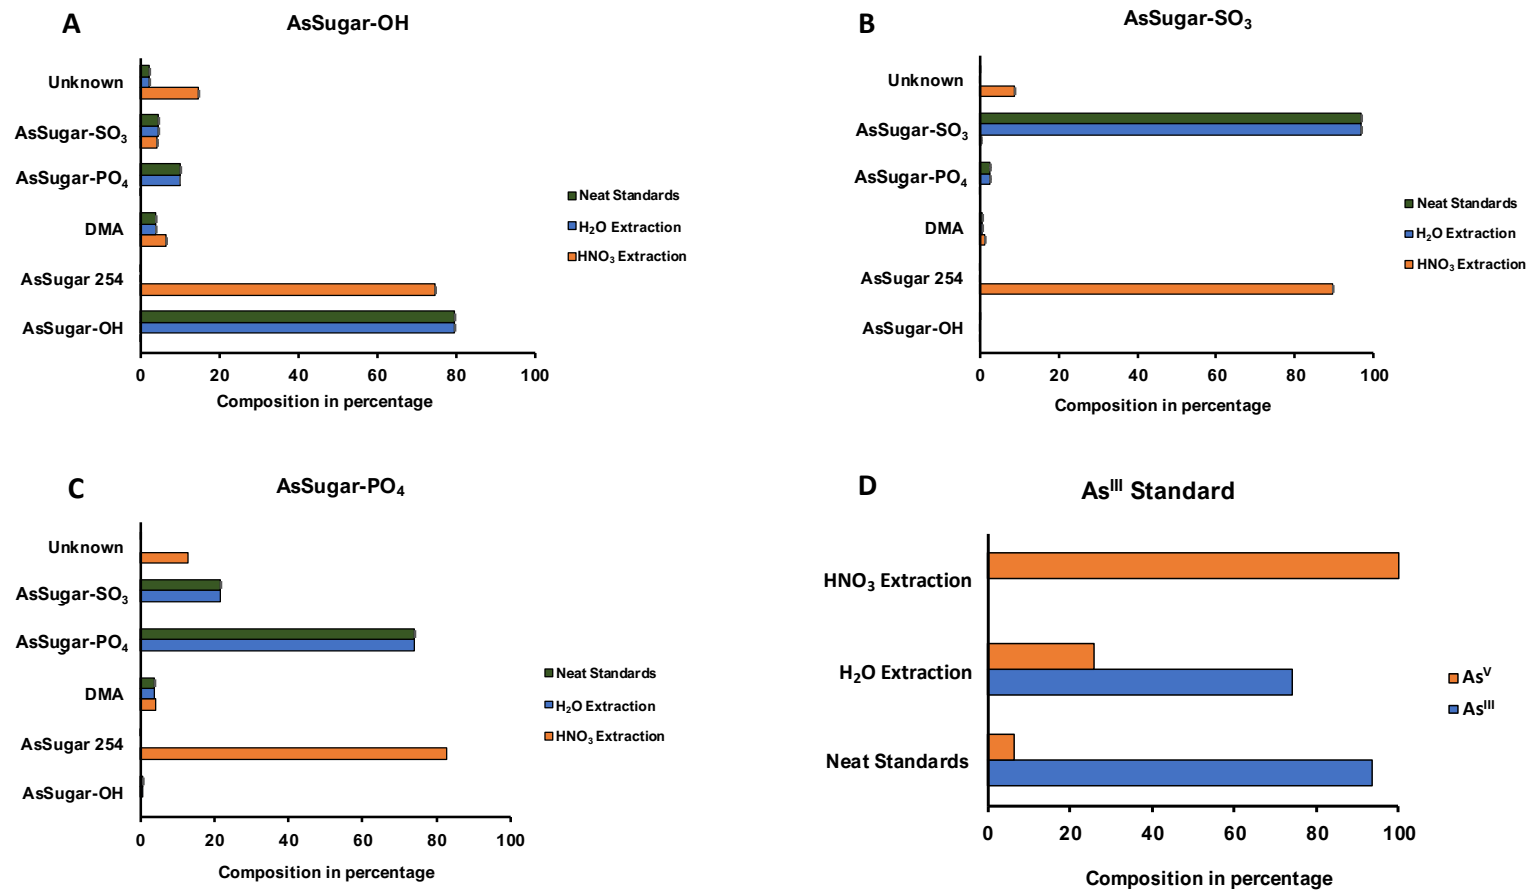 A
AsSugar-OH
Unknown
AsSugar-SO₃
AsSugar-PO₄
DMA
AsSugar 254
AsSugar-OH
0 20 40 60 80 100
Composition in percentage
Neat Standards
H₂O Extraction
HNO₃ Extraction
B
AsSugar-SO₃
Unknown
AsSugar-SO₃
AsSugar-PO₄
DMA
AsSugar 254
AsSugar-OH
0 20 40 60 80 100
Composition in percentage
Neat Standards
H₂O Extraction
HNO₃ Extraction
C
AsSugar-PO₄
Unknown
AsSugar-SO₃
AsSugar-PO₄
DMA
AsSugar 254
AsSugar-OH
0 20 40 60 80 100
Composition in percentage
Neat Standards
H₂O Extraction
HNO₃ Extraction
D
Asᴵᴵᴵ Standard
HNO₃ Extraction
H₂O Extraction
Neat Standards
0 20 40 60 80 100
Composition in percentage
Asⱽ
Asᴵᴵᴵ